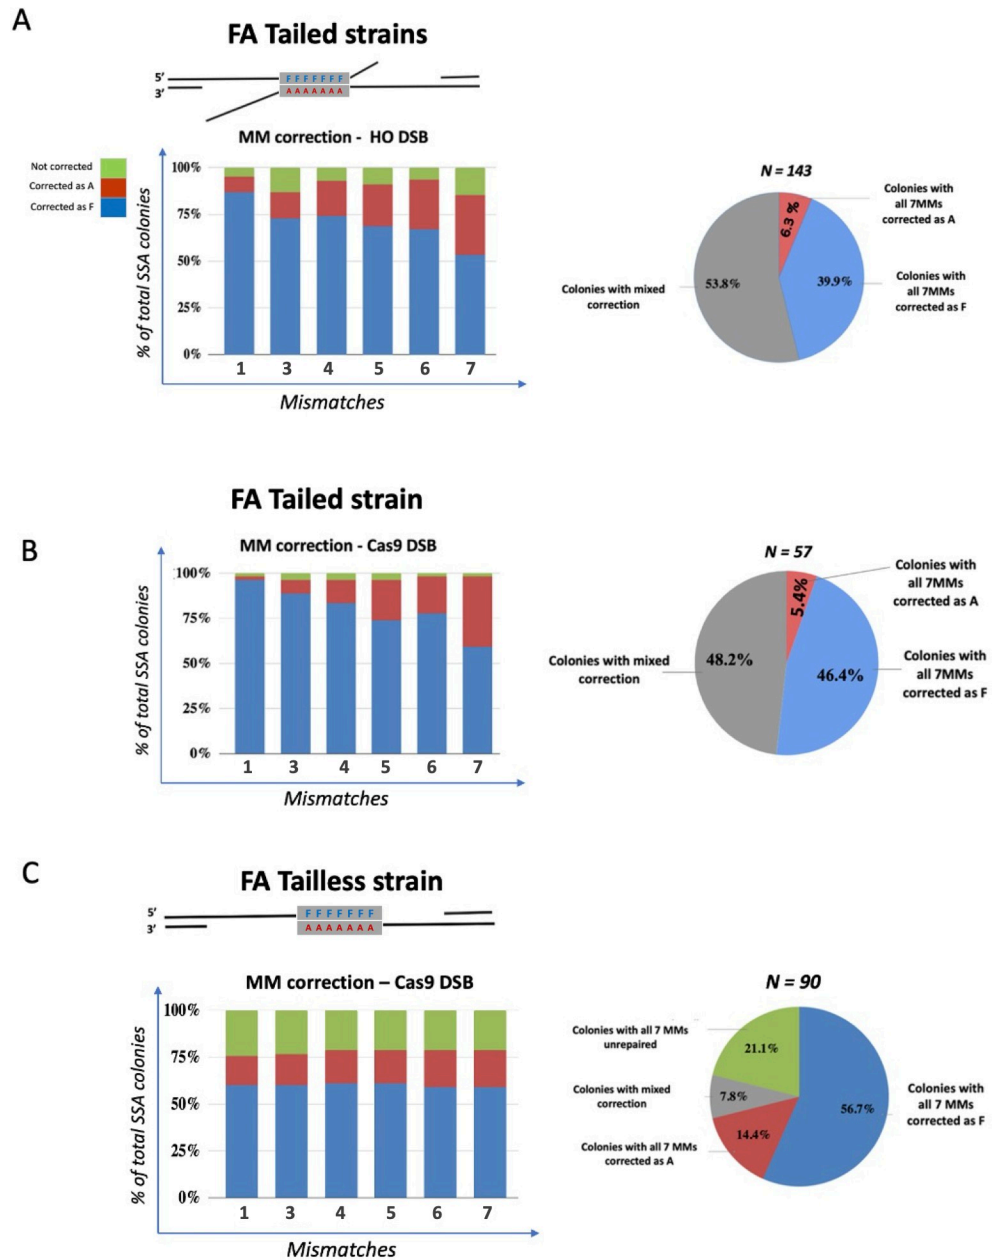 A
FA Tailed strains
5’
3’
F F F F F F F
A A A A A A A
MM correction - HO DSB
Not corrected
Corrected as A
Corrected as F
% of total SSA colonies
100%
75%
50%
25%
0%
1 3 4 5 6 7
Mismatches
N = 143
Colonies with
all 7MMs
corrected as A
6.3 %
Colonies with mixed
correction
53.8%
39.9%
Colonies with
all 7MMs
corrected as F
FA Tailed strain
B
MM correction - Cas9 DSB
% of total SSA colonies
100%
75%
50%
25%
0%
1 3 4 5 6 7
Mismatches
N = 57
Colonies with
all 7MMs
corrected as A
5.4%
Colonies with mixed
correction
48.2%
46.4%
Colonies with
all 7MMs
corrected as F
C
FA Tailless strain
5’
3’
F F F F F F F
A A A A A A A
MM correction – Cas9 DSB
% of total SSA colonies
100%
75%
50%
25%
0%
1 3 4 5 6 7
Mismatches
N = 90
Colonies with all 7 MMs
unrepaired
21.1%
Colonies with mixed
correction
7.8%
56.7%
Colonies with
all 7 MMs
corrected as F
14.4%
Colonies with all 7 MMs
corrected as A